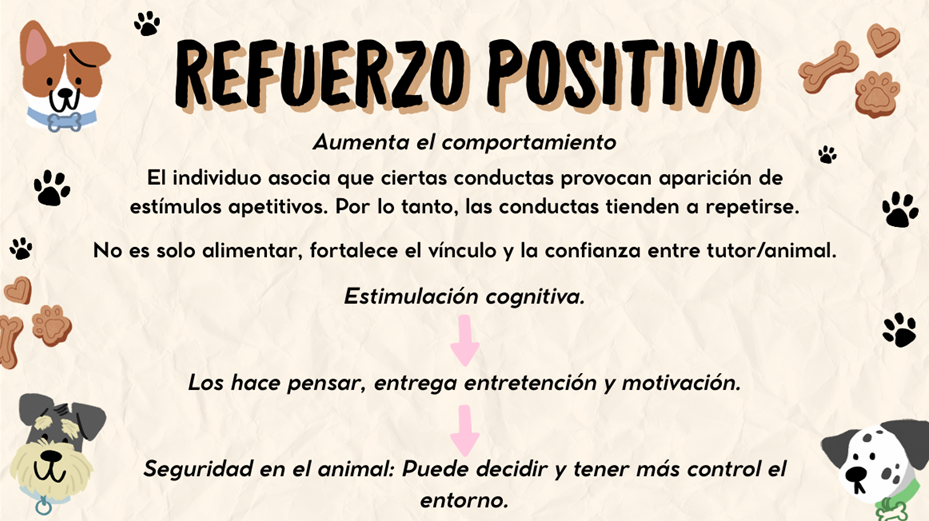 REFUERZO POSITIVO
Aumenta el comportamiento
El individuo asocia que ciertas conductas provocan aparición de
estímulos apetitivos. Por lo tanto, las conductas tienden a repetirse.
No es solo alimentar, fortalece el vínculo y la confianza entre tutor/animal.
Estimulación cognitiva.
Los hace pensar, entrega entretención y motivación.
Seguridad en el animal: Puede decidir y tener más control el
entorno.